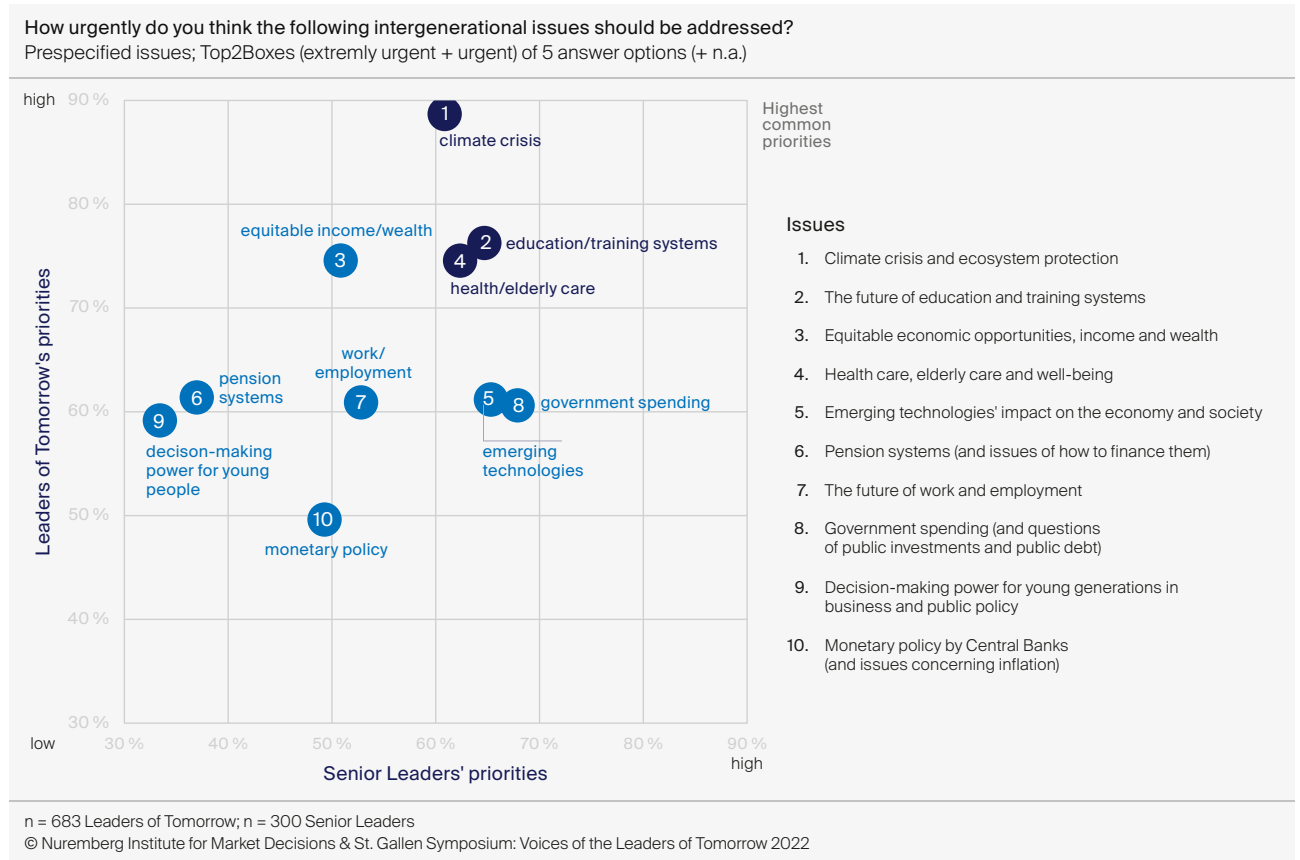 How urgently do you think the following intergenerational issues should be addressed?
Prespecified issues; Top2Boxes (extremly urgent + urgent) of 5 answer options (+ n.a.)
high
90 %
80 %
70 %
60 %
50 %
40 %
30 %
low
Leaders of Tomorrow's priorities
1
climate crisis
equitable income/wealth
3
2 education/training systems
4
health/elderly care
work/
employment
7
6 pension
systems
9
decison-making
power for young
people
5
8 government spending
emerging
technologies
10
monetary policy
30 % 40 % 50 % 60 % 70 % 80 % 90 %
high
Senior Leaders' priorities
Highest
common
priorities
Issues
1. Climate crisis and ecosystem protection
2. The future of education and training systems
3. Equitable economic opportunities, income and wealth
4. Health care, elderly care and well-being
5. Emerging technologies' impact on the economy and society
6. Pension systems (and issues of how to finance them)
7. The future of work and employment
8. Government spending (and questions
of public investments and public debt)
9. Decision-making power for young generations in
business and public policy
10. Monetary policy by Central Banks
(and issues concerning inflation)
n = 683 Leaders of Tomorrow; n = 300 Senior Leaders
© Nuremberg Institute for Market Decisions & St. Gallen Symposium: Voices of the Leaders of Tomorrow 2022